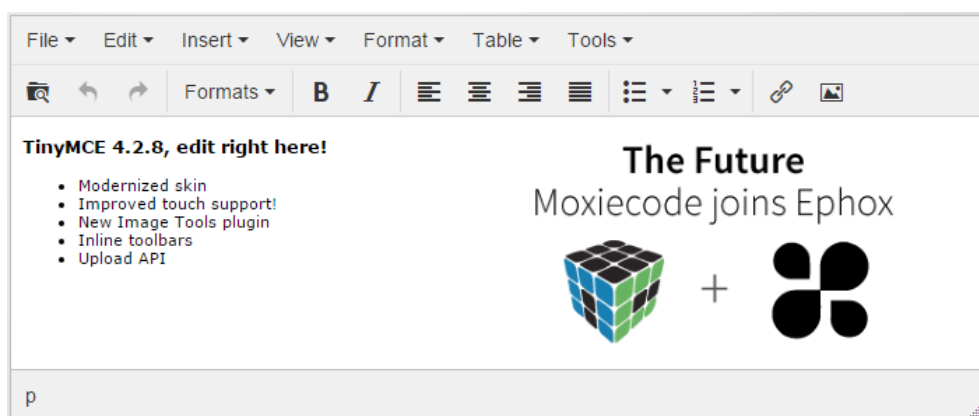 File Edit Insert View Format Table Tools
Formats B I
TinyMCE 4.2.8, edit right here!
Modernized skin
Improved touch support!
New Image Tools plugin
Inline toolbars
Upload API
The Future
Moxiecode joins Ephox
+
p